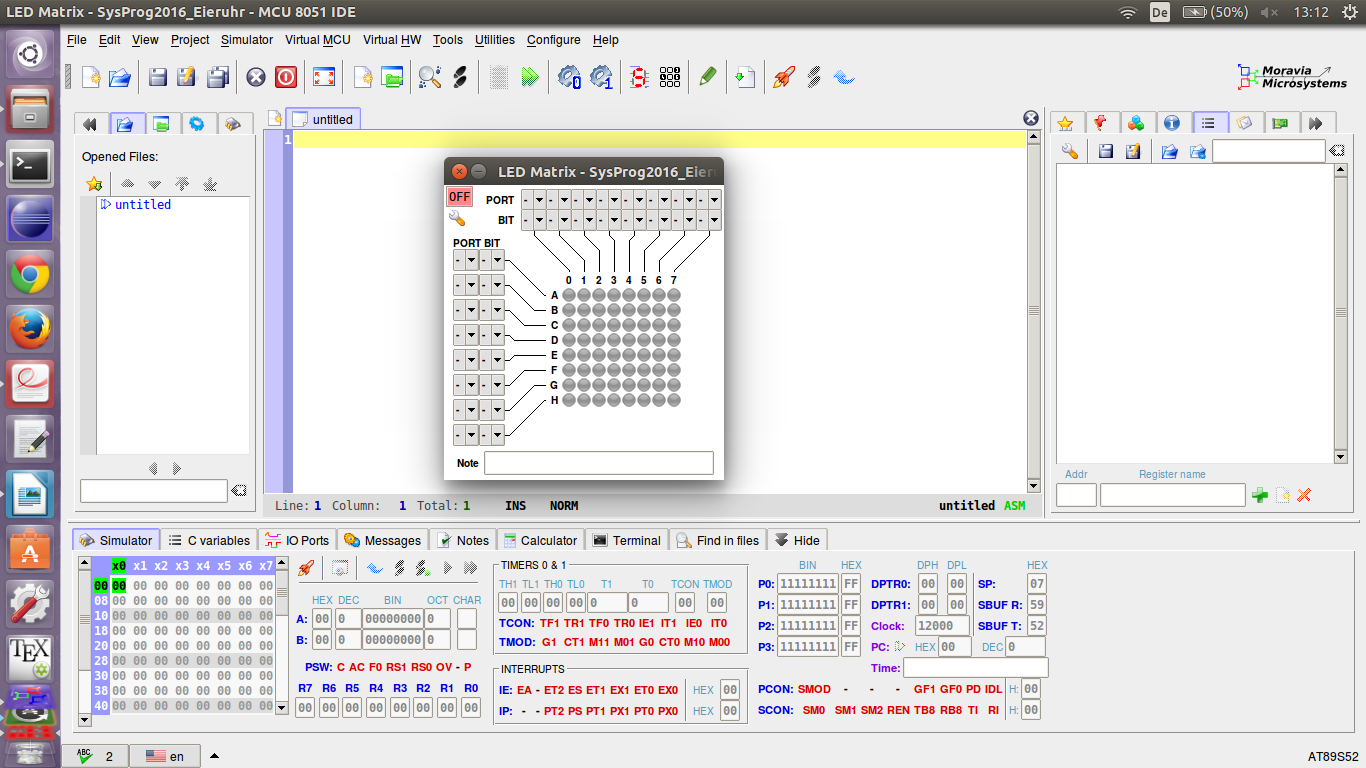 LED Matrix - SysProg2016_Eieruhr - MCU 8051 IDE
De (50%) 13:12
File Edit View Project Simulator Virtual MCU Virtual HW Tools Utilities Configure Help
Moravia
Microsystems
untitled
Opened Files:
untitled
1
LED Matrix - SysProg2016_Eieru
OFF
PORT - - - - - - - -
BIT - - - - - - - -
PORT BIT
0 1 2 3 4 5 6 7
A
B
C
D
E
F
G
H
Note
Addr Register name
Line: 1 Column: 1 Total: 1 INS NORM untitled ASM
Simulator C variables IO Ports Messages Notes Calculator Terminal Find in files Hide
x0 x1 x2 x3 x4 x5 x6 x7
00 00 00 00 00 00 00 00 00
08 00 00 00 00 00 00 00 00
10 00 00 00 00 00 00 00 00
18 00 00 00 00 00 00 00 00
20 00 00 00 00 00 00 00 00
28 00 00 00 00 00 00 00 00
30 00 00 00 00 00 00 00 00
38 00 00 00 00 00 00 00 00
40 00 00 00 00 00 00 00 00
HEX DEC BIN OCT CHAR
A: 00 0 00000000 0
B: 00 0 00000000 0
PSW: C AC F0 RS1 RS0 OV - P
R7 R6 R5 R4 R3 R2 R1 R0
00 00 00 00 00 00 00 00
TIMERS 0 & 1
TH1 TL1 TH0 TL0 T1 T0 TCON TMOD
00 00 00 00 0 0 00 00
TCON: TF1 TR1 TF0 TR0 IE1 IT1 IE0 IT0
TMOD: G1 CT1 M11 M01 G0 CT0 M10 M00
INTERRUPTS
IE: EA - ET2 ES ET1 EX1 ET0 EX0 HEX 00
IP: - - PT2 PS PT1 PX1 PT0 PX0 HEX 00
BIN HEX
P0: 11111111 FF
P1: 11111111 FF
P2: 11111111 FF
P3: 11111111 FF
DPH DPL
DPTR0: 00 00
DPTR1: 00 00
Clock: 12000
PC: HEX 00 DEC 0
Time:
HEX
SP: 07
SBUF R: 59
SBUF T: 52
PCON: SMOD - - - GF1 GF0 PD IDL H: 00
SCON: SM0 SM1 SM2 REN TB8 RB8 TI RI H: 00
ABC 2 en
AT89S52
TEX